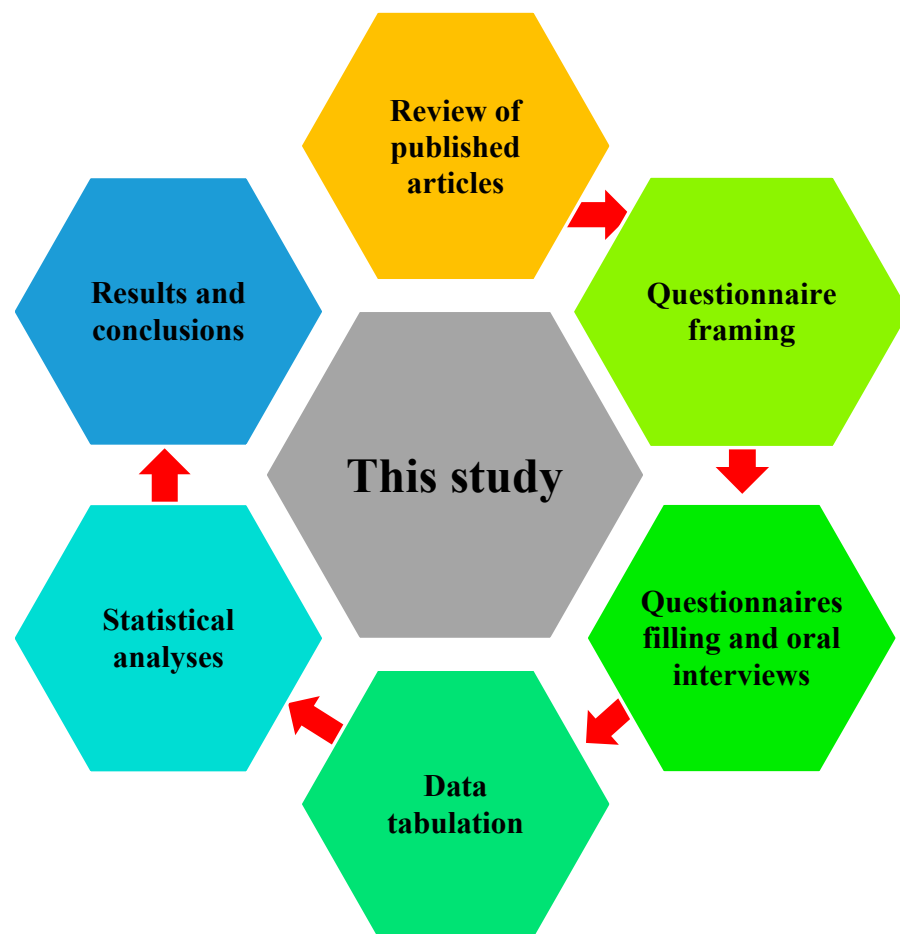 Review of
published
articles
Questionnaire
framing
Questionnaires
filling and oral
interviews
Data
tabulation
Statistical
analyses
Results and
conclusions
This study